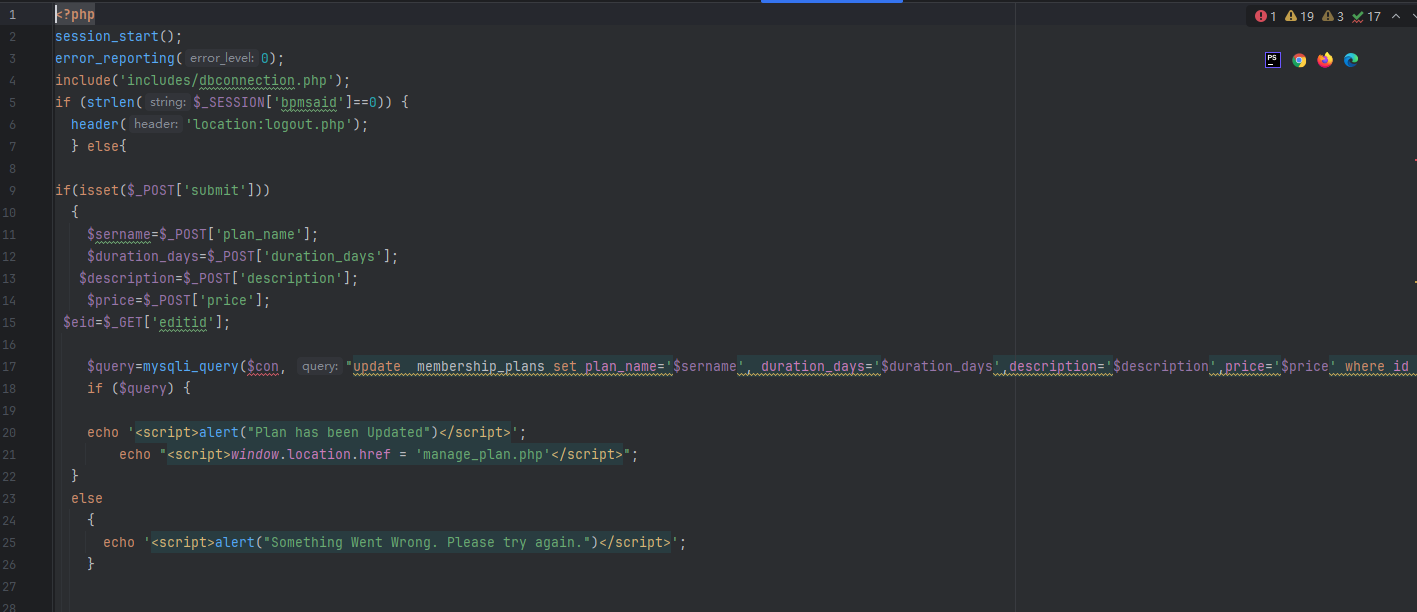 1 <?php
2 session_start();
3 error_reporting( error_level: 0);
4 include('includes/dbconnection.php');
5 if (strlen( string: $_SESSION['bpmsaid']==0)) {
6 header( header: 'location:logout.php');
7 } else{
8
9 if(isset($_POST['submit']))
10 {
11 $sername=$_POST['plan_name'];
12 $duration_days=$_POST['duration_days'];
13 $description=$_POST['description'];
14 $price=$_POST['price'];
15 $eid=$_GET['editid'];
16
17 $query=mysqli_query($con, query: "update  membership_plans set plan_name='$sername', duration_days='$duration_days',description='$description',price='$price' where id
18 if ($query) {
19
20 echo '<script>alert("Plan has been Updated")</script>';
21 echo "<script>window.location.href = 'manage_plan.php'</script>";
22 }
23 else
24 {
25 echo '<script>alert("Something Went Wrong. Please try again.")</script>';
26 }
27
28
1 19 3 17
PS